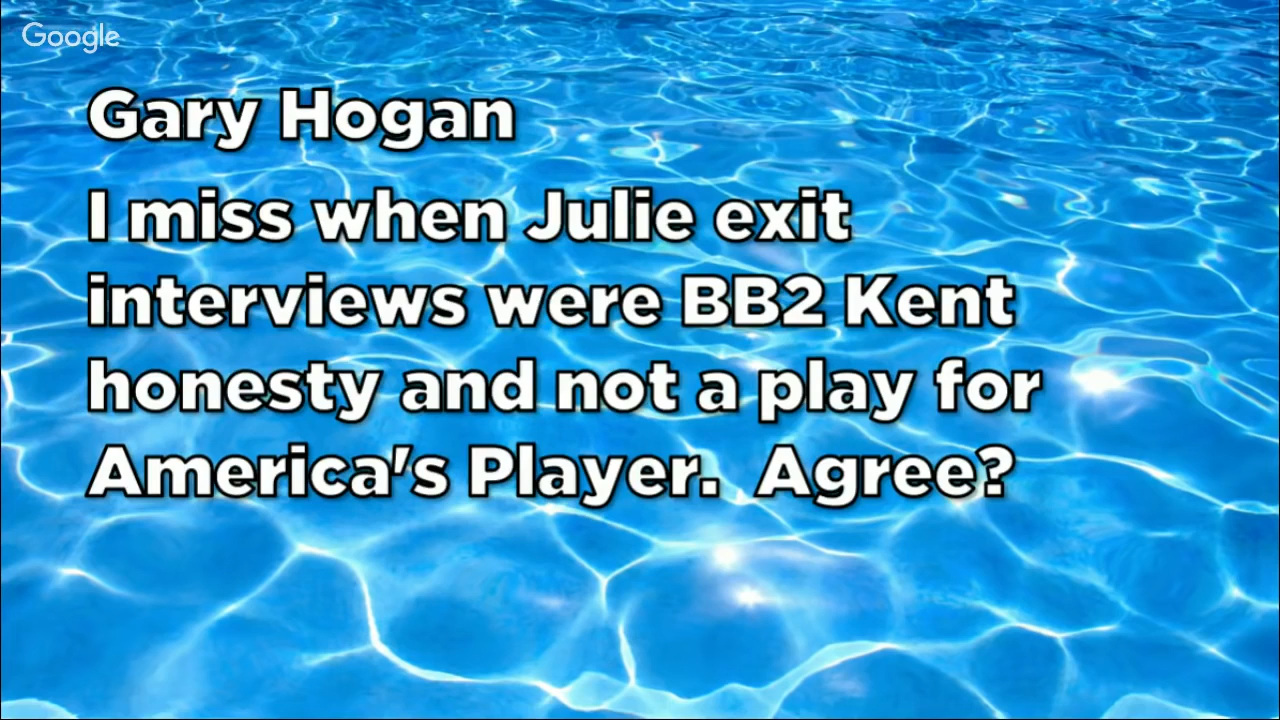 Google
Gary Hogan
I miss when Julie exit
interviews were BB2 Kent
honesty and not a play for
America's Player.  Agree?